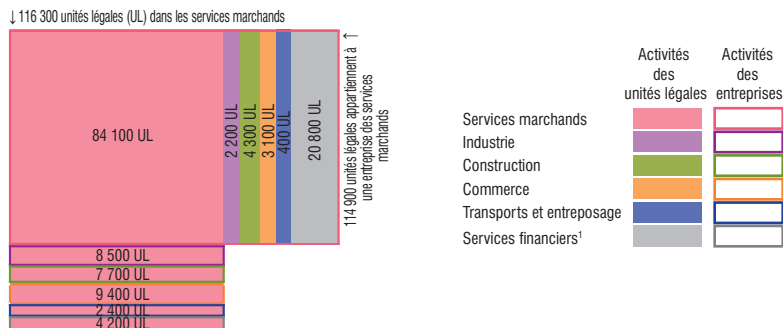 ↓ 116 300 unités légales (UL) dans les services marchands
84 100 UL
2 200 UL
4 300 UL
3 100 UL
400 UL
20 800 UL
114 900 unités légales appartiennent à ↑
une entreprise des services
marchands
8 500 UL
7 700 UL
9 400 UL
2 400 UL
4 200 UL
Activités
des
unités légales
Activités
des
entreprises
Services marchands
Industrie
Construction
Commerce
Transports et entreposage
Services financiers¹